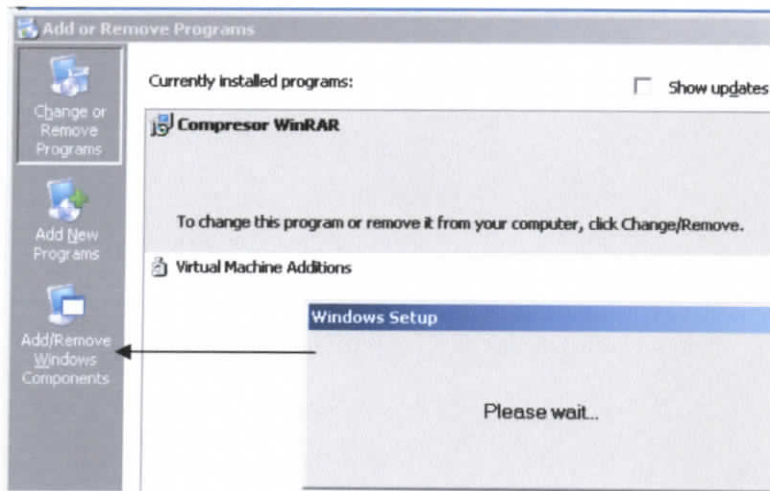 Add or Remove Programs
Change or
Remove
Programs
Currently installed programs:
Show updates
Compresor WinRAR
To change this program or remove it from your computer, click Change/Remove.
Add New
Programs
Virtual Machine Additions
Add/Remove
Windows
Components
Windows Setup
Please wait...